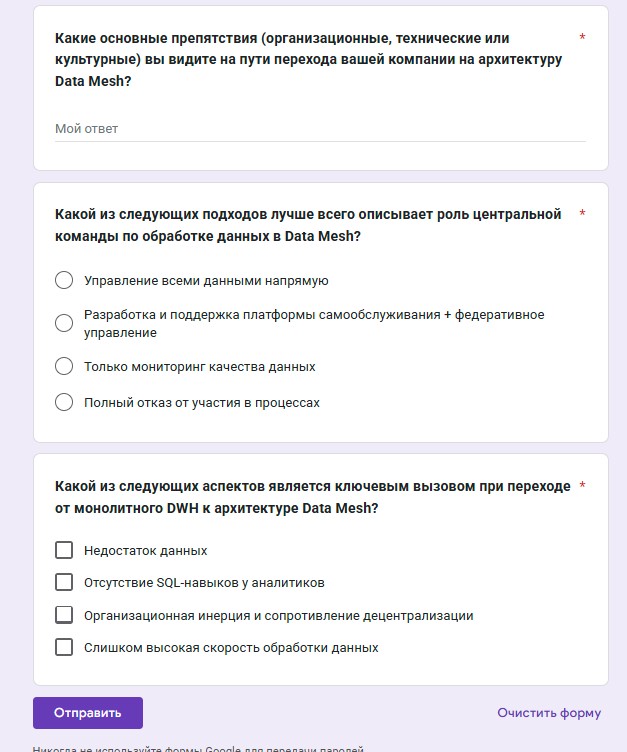 Какие основные препятствия (организационные, технические или *
культурные) вы видите на пути перехода вашей компании на архитектуру
Data Mesh?
Мой ответ
Какой из следующих подходов лучше всего описывает роль центральной *
команды по обработке данных в Data Mesh?
Управление всеми данными напрямую
Разработка и поддержка платформы самообслуживания + федеративное
управление
Только мониторинг качества данных
Полный отказ от участия в процессах
Какой из следующих аспектов является ключевым вызовом при переходе *
от монолитного DWH к архитектуре Data Mesh?
Недостаток данных
Отсутствие SQL-навыков у аналитиков
Организационная инерция и сопротивление децентрализации
Слишком высокая скорость обработки данных
Отправить
Очистить форму
Никогда не используйте формы Google для передачи паролей.